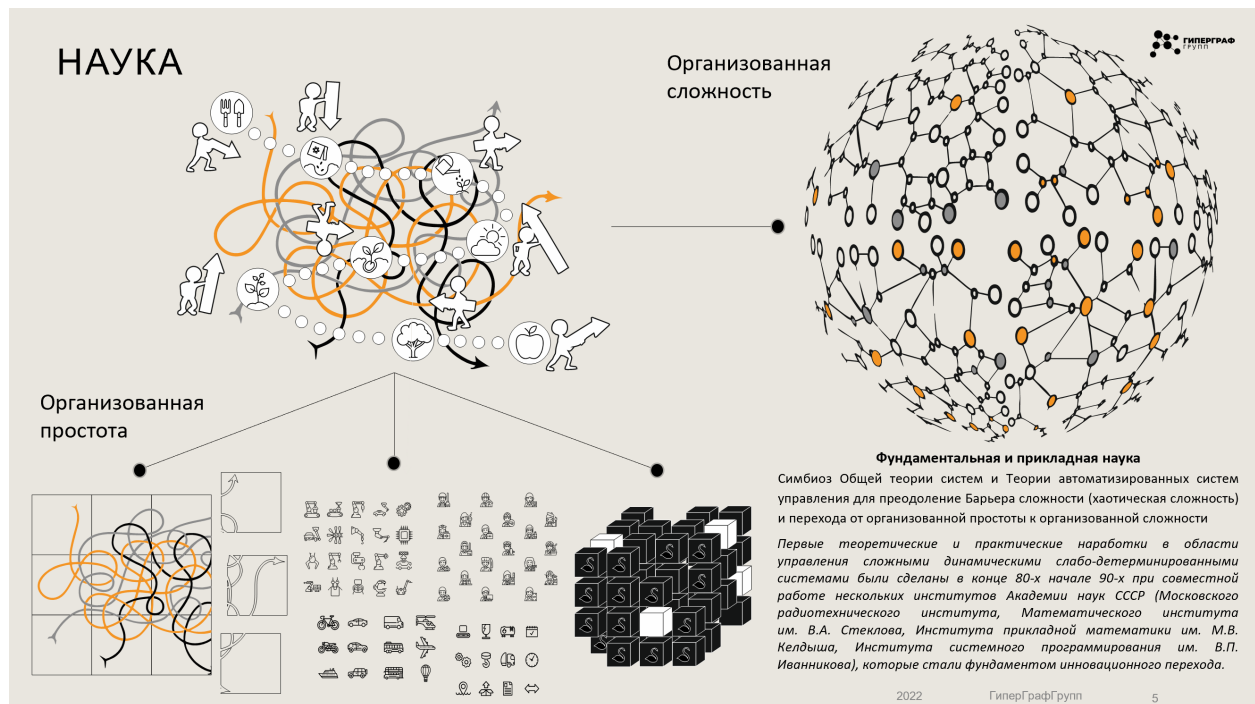 НАУКА
Организованная
сложность
ГИПЕРГРАФ
ГРУПП
Организованная
простота
Фундаментальная и прикладная наука
Симбиоз Общей теории систем и Теории автоматизированных систем
управления для преодоление Барьера сложности (хаотическая сложность)
и перехода от организованной простоты к организованной сложности
Первые теоретические и практические наработки в области
управления сложными динамическими слабо-детерминированными
системами были сделаны в конце 80-х начале 90-х при совместной
работе нескольких институтов Академии наук СССР (Московского
радиотехнического института, Математического института
им. В.А. Стеклова, Института прикладной математики им. М.В.
Келдыша, Института системного программирования им. В.П.
Иванникова), которые стали фундаментом инновационного перехода.
2022 ГиперГрафГрупп 5